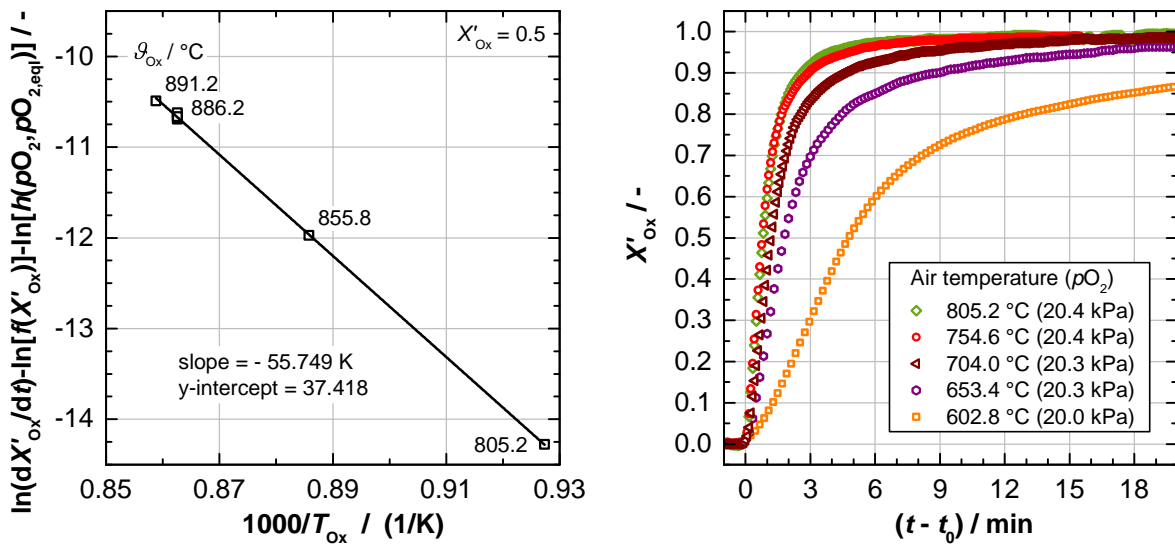 ln(dX'Ox/dt)-ln[f(X'Ox)]-ln[h(pO2,pO2,eql)] / -
-10
-11
-12
-13
-14
X'Ox = 0.5
ϑOx / °C
891.2
886.2
855.8
805.2
slope = - 55.749 K
y-intercept = 37.418
0.85 0.87 0.89 0.91 0.93
1000/TOx / (1/K)
X'Ox / -
1.0
0.9
0.8
0.7
0.6
0.5
0.4
0.3
0.2
0.1
0.0
Air temperature (pO2)
805.2 °C (20.4 kPa)
754.6 °C (20.4 kPa)
704.0 °C (20.3 kPa)
653.4 °C (20.3 kPa)
602.8 °C (20.0 kPa)
0 3 6 9 12 15 18
(t - t0) / min